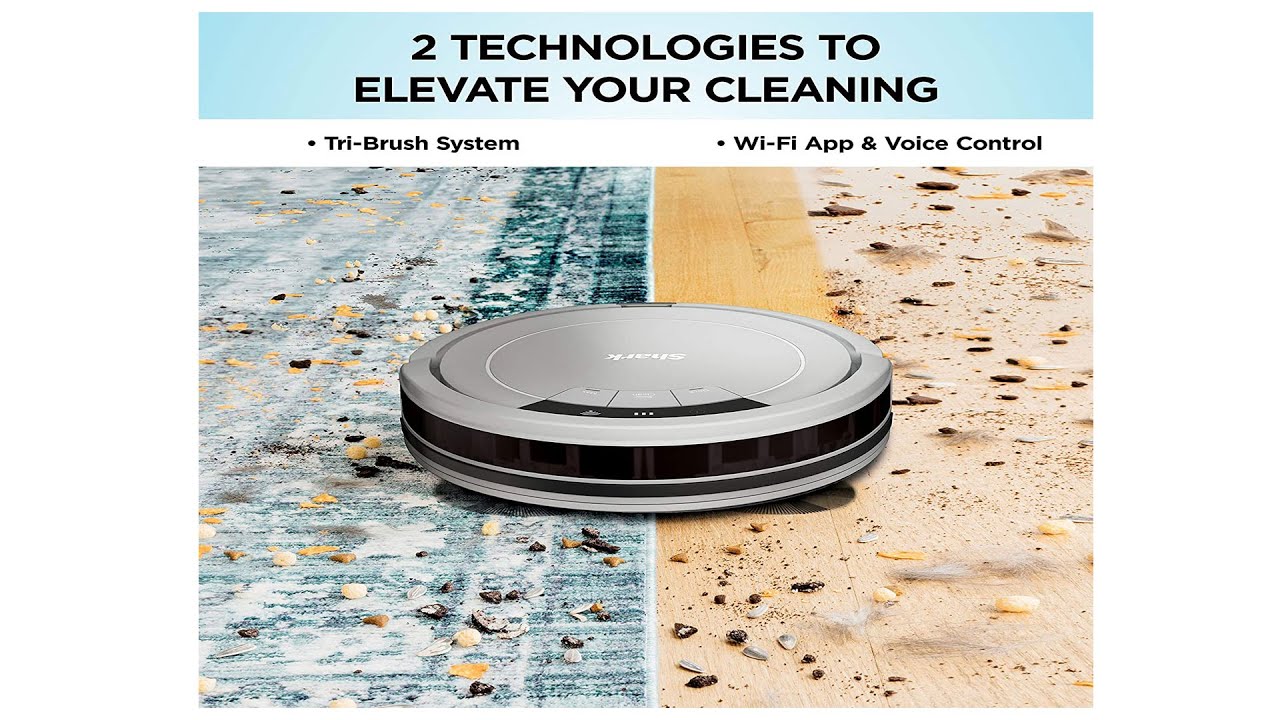 2 TECHNOLOGIES TO
ELEVATE YOUR CLEANING
• Tri-Brush System
• Wi-Fi App & Voice Control
Shark